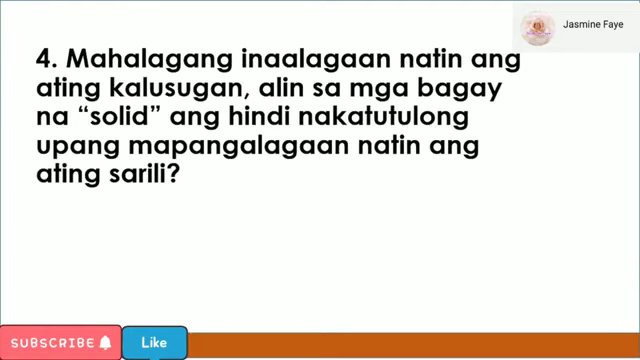 Jasmine Faye
4. Mahalagang inaalagaan natin ang
ating kalusugan, alin sa mga bagay
na “solid” ang hindi nakatutulong
upang mapangalagaan natin ang
ating sarili?
SUBSCRIBE
Like